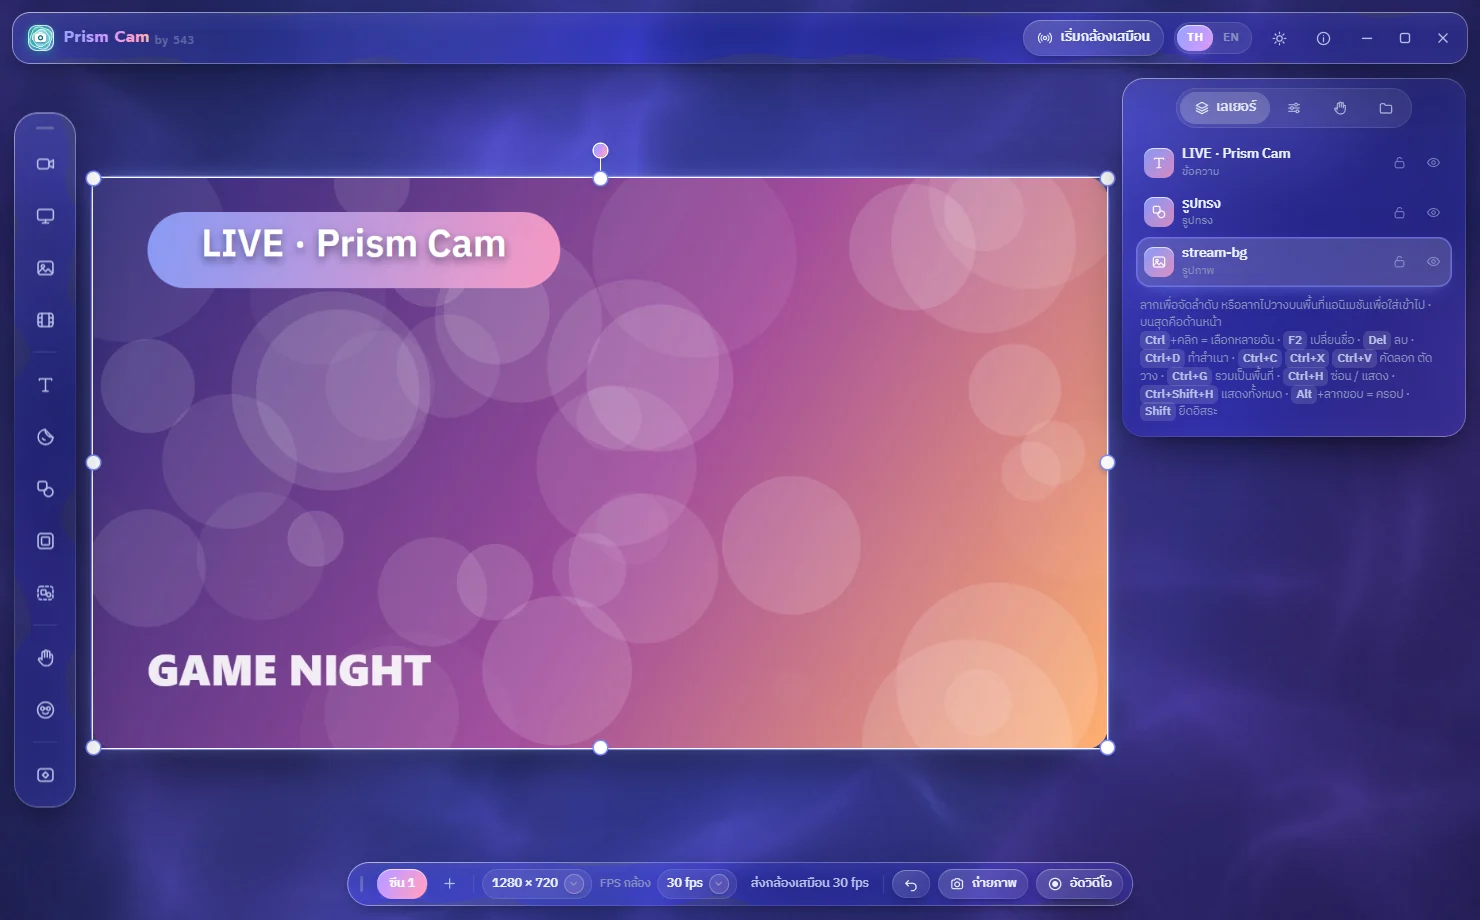 Prism Cam by 543
เริ่มกล้องเสมือน
TH EN
เลเยอร์
LIVE · Prism Cam
ข้อความ
รูปทรง
รูปทรง
stream-bg
รูปภาพ
ลากเพื่อจัดลำดับ หรือลากไปวางบนพื้นที่แอนิเมชันเพื่อใส่เข้าไป ·
บนสุดคือด้านหน้า
Ctrl+คลิก = เลือกหลายอัน · F2 เปลี่ยนชื่อ · Del ลบ ·
Ctrl+D ทำสำเนา · Ctrl+C Ctrl+X Ctrl+V คัดลอก ตัด
วาง · Ctrl+G รวมเป็นพื้นที่ · Ctrl+H ซ่อน / แสดง ·
Ctrl+Shift+H แสดงทั้งหมด · Alt+ลากขอบ = ครอป ·
Shift ยืดอิสระ
LIVE · Prism Cam
GAME NIGHT
ซีน 1
1280 × 720
FPS กล้อง
30 fps
ส่งกล้องเสมือน 30 fps
ถ่ายภาพ
อัดวิดีโอ